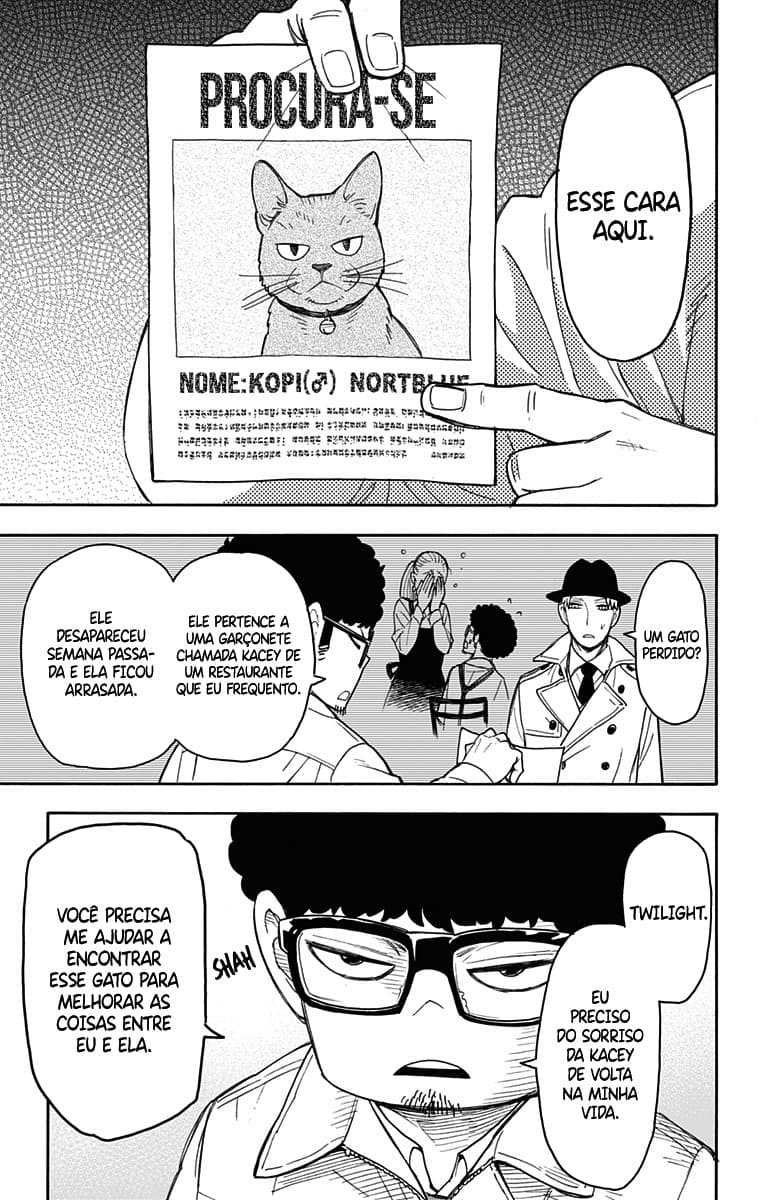 ESSE CARA
AQUI.
PROCURA-SE
NOME:KOPI(♂) NORTBLUE
UM GATO
PERDIDO?
ELE PERTENCE A
UMA GARÇONETE
CHAMADA KACEY DE
UM RESTAURANTE
QUE EU FREQUENTO.
ELE
DESAPARECEU
SEMANA PASSA-
DA E ELA FICOU
ARRASADA.
TWILIGHT.
EU
PRECISO
DO SORRISO
DA KACEY
DE VOLTA
NA MINHA
VIDA.
SHAH
VOCÊ PRECISA
ME AJUDAR A
ENCONTRAR
ESSE GATO PARA
MELHORAR AS
COISAS ENTRE
EU E ELA.